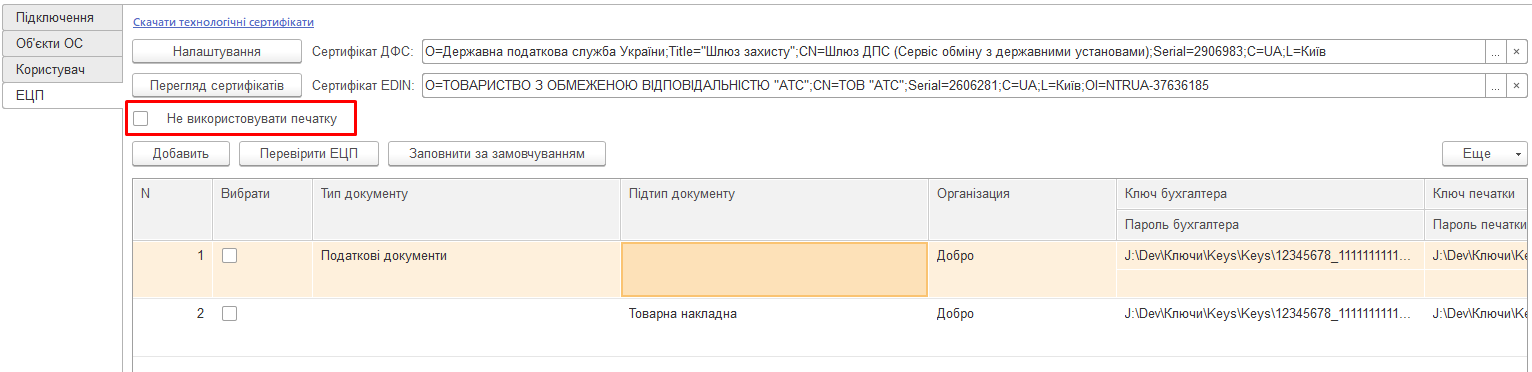 Підключення
Об'єкти ОС
Користувач
ЕЦП
Скачати технологічні сертифікати
Налаштування Сертифікат ДФС: O=Державна податкова служба України;Title="Шлюз захисту";CN=Шлюз ДПС (Сервіс обміну з державними установами);Serial=2906983;C=UA;L=Київ ... ×
Перегляд сертифікатів Сертифікат EDIN: O=ТОВАРИСТВО З ОБМЕЖЕНОЮ ВІДПОВІДАЛЬНІСТЮ "АТС";CN=ТОВ "АТС";Serial=2606281;C=UA;L=Київ;OI=NTRUA-37636185 ... ×
Не використовувати печатку
Добавить Перевірити ЕЦП Заповнити за замовчуванням Еще
N Вибрати Тип документу Підтип документу Організація Ключ бухгалтера Ключ печатки
Пароль бухгалтера Пароль печатки
1 Податкові документи Добро J:\Dev\Ключи\Keys\Keys\12345678_1111111111... J:\Dev\Ключи\Ke
2 Товарна накладна Добро J:\Dev\Ключи\Keys\Keys\12345678_1111111111... J:\Dev\Ключи\Ke